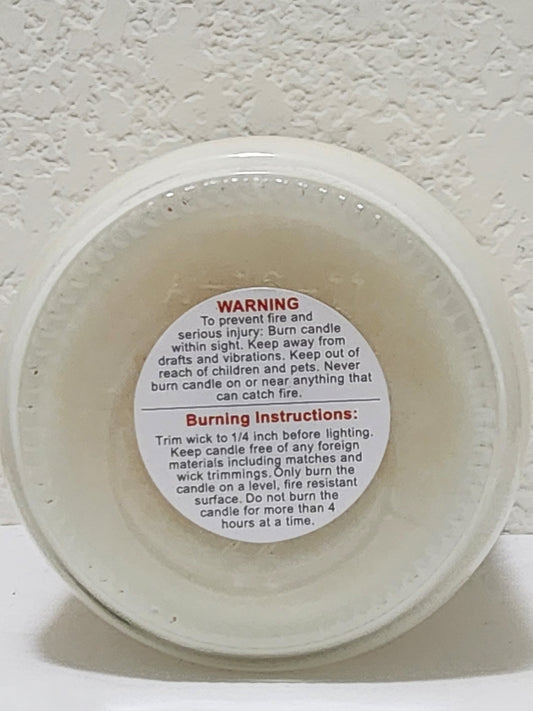 WARNING
To prevent fire and
serious injury: Burn candle
within sight. Keep away from
drafts and vibrations. Keep out of
reach of children and pets. Never
burn candle on or near anything that
can catch fire.
Burning Instructions:
Trim wick to 1/4 inch before lighting.
Keep candle free of any foreign
materials including matches and
wick trimmings. Only burn the
candle on a level, fire resistant
surface. Do not burn the
candle for more than 4
hours at a time.